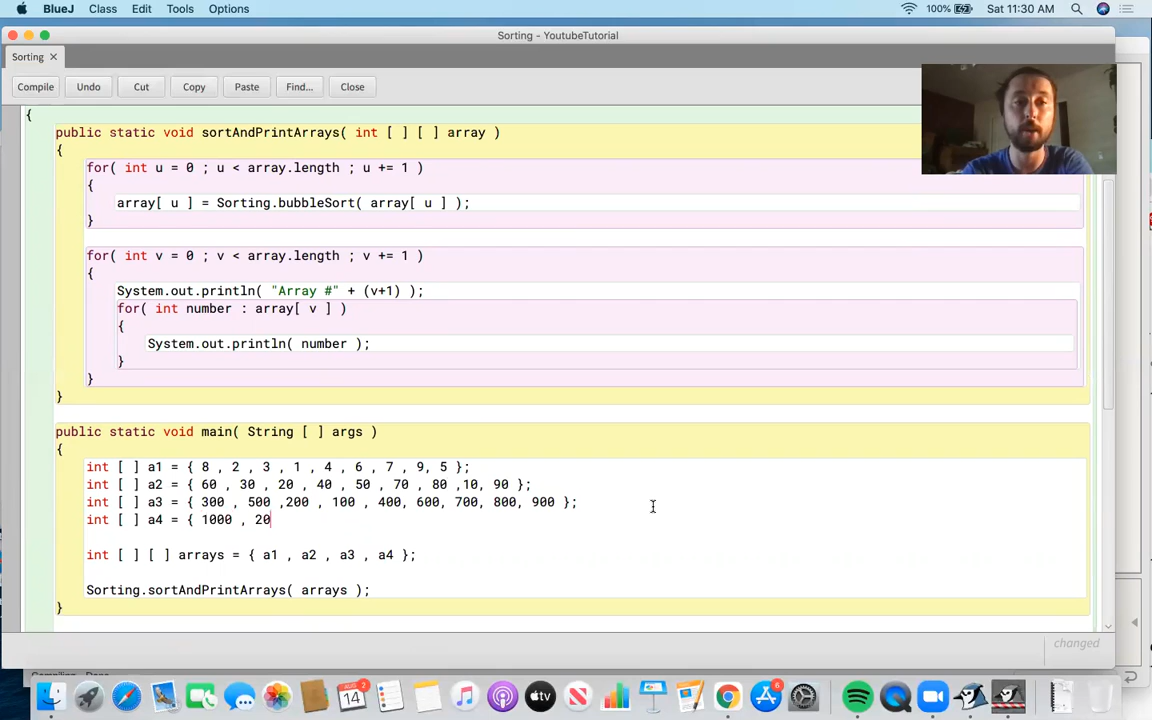 BlueJ Class Edit Tools Options 100% Sat 11:30 AM
Sorting - YoutubeTutorial
Sorting ×
Compile Undo Cut Copy Paste Find... Close
{
public static void sortAndPrintArrays( int [ ] [ ] array )
{
for( int u = 0 ; u < array.length ; u += 1 )
{
array[ u ] = Sorting.bubbleSort( array[ u ] );
}
for( int v = 0 ; v < array.length ; v += 1 )
{
System.out.println( "Array #" + (v+1) );
for( int number : array[ v ] )
{
System.out.println( number );
}
}
}
public static void main( String [ ] args )
{
int [ ] a1 = { 8 , 2 , 3 , 1 , 4 , 6 , 7 , 9, 5 };
int [ ] a2 = { 60 , 30 , 20 , 40 , 50 , 70 , 80 ,10, 90 };
int [ ] a3 = { 300 , 500 ,200 , 100 , 400, 600, 700, 800, 900 };
int [ ] a4 = { 1000 , 20
int [ ] [ ] arrays = { a1 , a2 , a3 , a4 };
Sorting.sortAndPrintArrays( arrays );
}
changed
AUG 2
14
tv 6